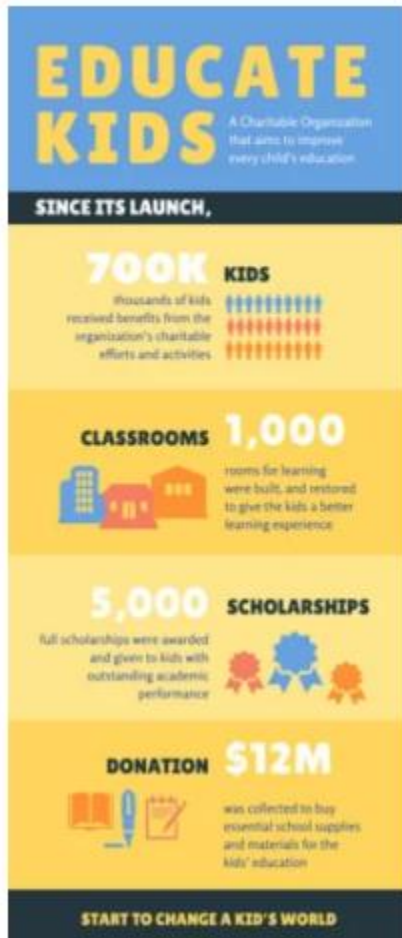 EDUCATE
KIDS
A Charitable Organization
that aims to improve
every child's education
SINCE ITS LAUNCH,
700K KIDS
thousands of kids
received benefits from the
organization's charitable
efforts and activities
CLASSROOMS 1,000
rooms for learning
were built, and restored
to give the kids a better
learning experience
5,000 SCHOLARSHIPS
full scholarships were awarded
and given to kids with
outstanding academic
performance
DONATION $12M
was collected to buy
essential school supplies
and materials for the
kids' education
START TO CHANGE A KID'S WORLD